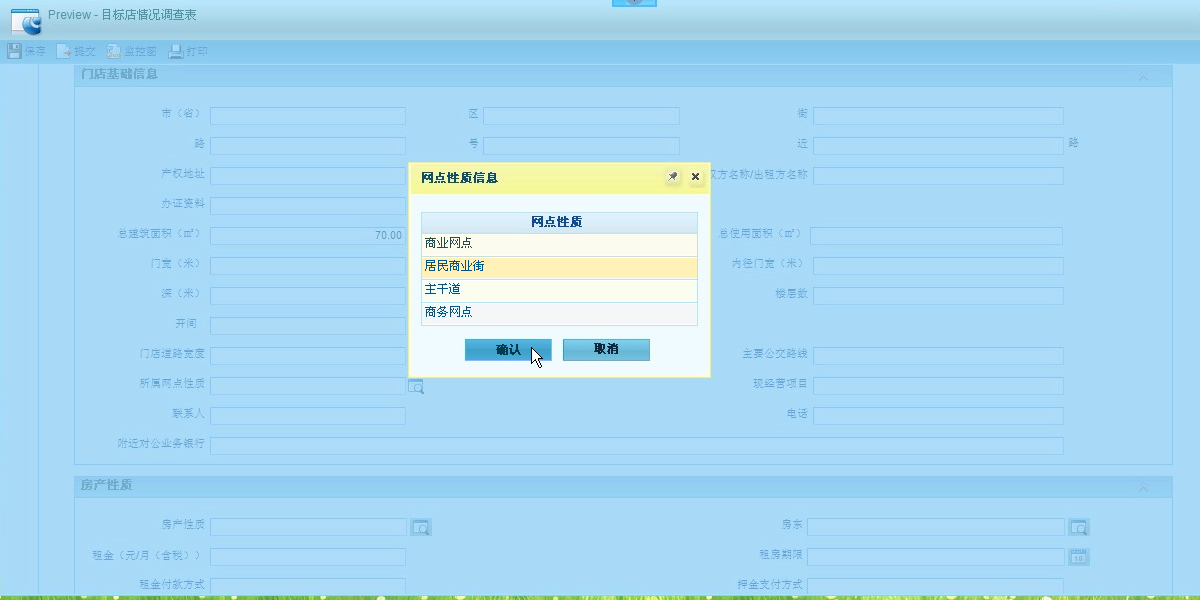 Preview - 目标店情况调查表
保存 提交 监控图 打印
门店基础信息
市（省） 区 街
路 号 近 路
产权地址 权方名称/出租方名称
办证资料
总建筑面积（㎡） 70.00 总使用面积（㎡）
门宽（米） 内径门宽（米）
深（米） 楼层数
开间
门店道路宽度 主要公交路线
所属网点性质 现经营项目
联系人 电话
附近对公业务银行
网点性质信息
网点性质
商业网点
居民商业街
主干道
商务网点
确认 取消
房产性质
房产性质 房东
租金（元/月（含税）） 租房期限
租金付款方式 押金支付方式